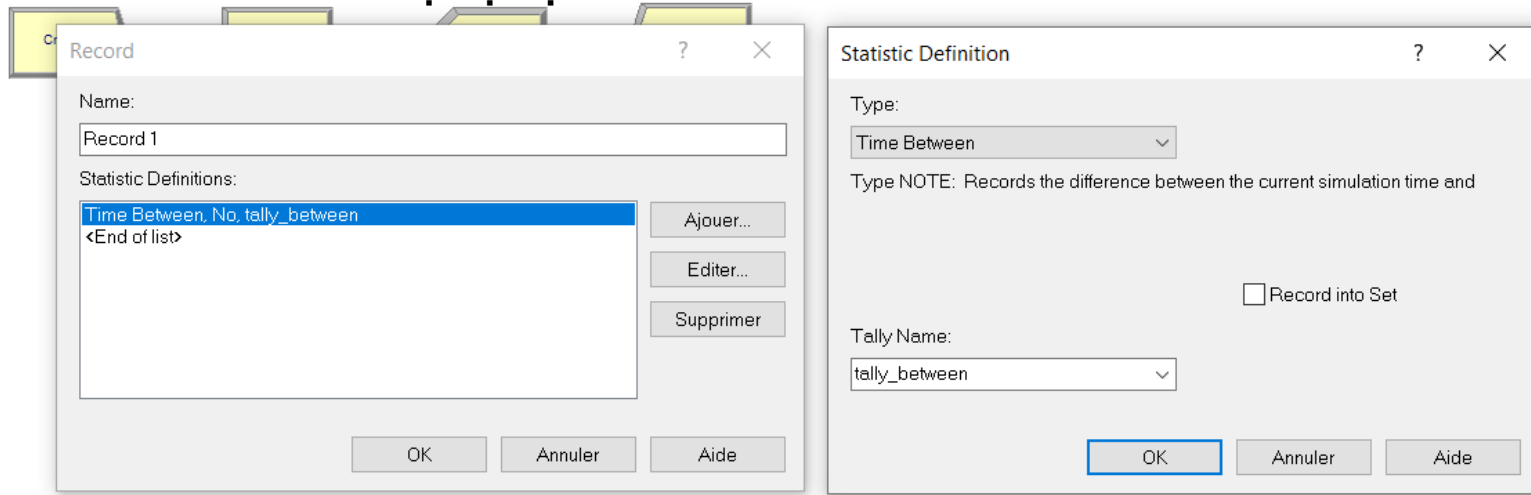 Cr
Record
?
Name:
Record 1
Statistic Definitions:
Time Between, No, tally_between
<End of list>
Ajouer...
Editer...
Supprimer
OK
Annuler
Aide
Statistic Definition
?
Type:
Time Between
Type NOTE: Records the difference between the current simulation time and
Record into Set
Tally Name:
tally_between
OK
Annuler
Aide